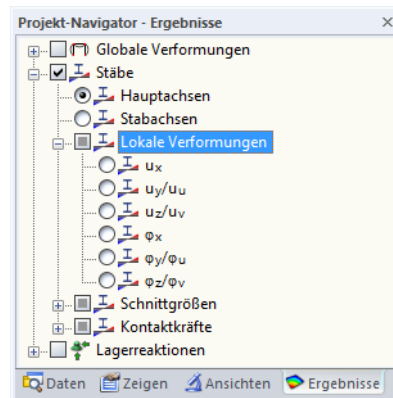 Projekt-Navigator - Ergebnisse
Globale Verformungen
Stäbe
Hauptachsen
Stabachsen
Lokale Verformungen
ux
uy/uu
uz/uv
φx
φy/φu
φz/φv
Schnittgrößen
Kontaktkräfte
Lagerreaktionen
Daten Zeigen Ansichten Ergebnisse